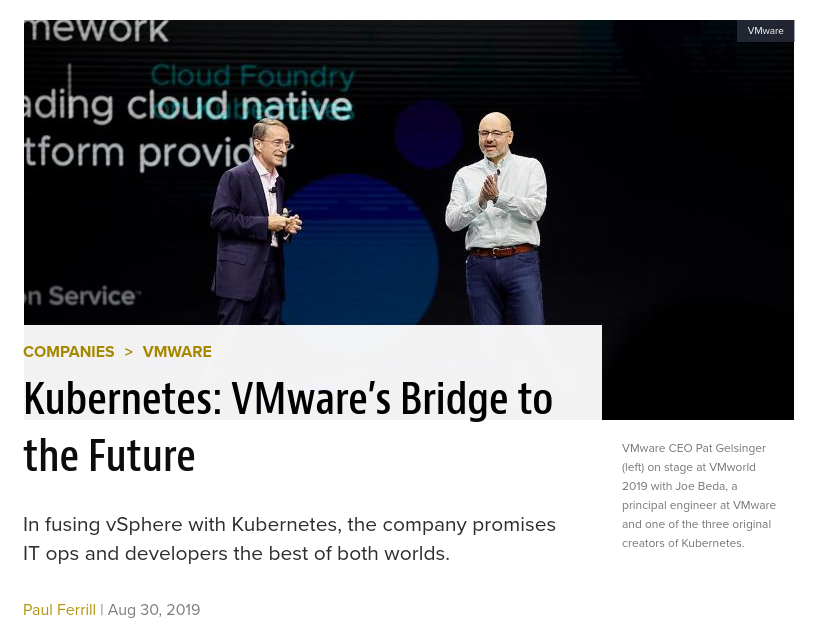 mework
VMware
Cloud Foundry
ading cloud native
tform provider
n Service
COMPANIES > VMWARE
Kubernetes: VMware’s Bridge to
the Future
VMware CEO Pat Gelsinger
(left) on stage at VMworld
2019 with Joe Beda, a
principal engineer at VMware
and one of the three original
creators of Kubernetes.
In fusing vSphere with Kubernetes, the company promises
IT ops and developers the best of both worlds.
Paul Ferrill | Aug 30, 2019